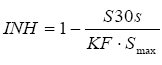 INH = 1 − S30s / (KF · Smax)